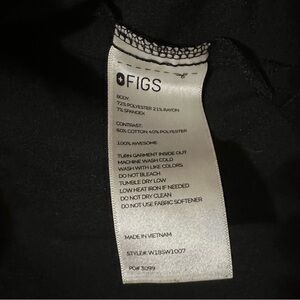 FIGS
BODY:
72% POLYESTER 21% RAYON
7% SPANDEX
CONTRAST:
60% COTTON 40% POLYESTER
100% AWESOME
TURN GARMENT INSIDE OUT
MACHINE WASH COLD
WASH WITH LIKE COLORS
DO NOT BLEACH
TUMBLE DRY LOW
LOW HEAT IRON IF NEEDED
DO NOT DRY CLEAN
DO NOT USE FABRIC SOFTENER
MADE IN VIETNAM
STYLE#: W18SW1007
PO# 3099